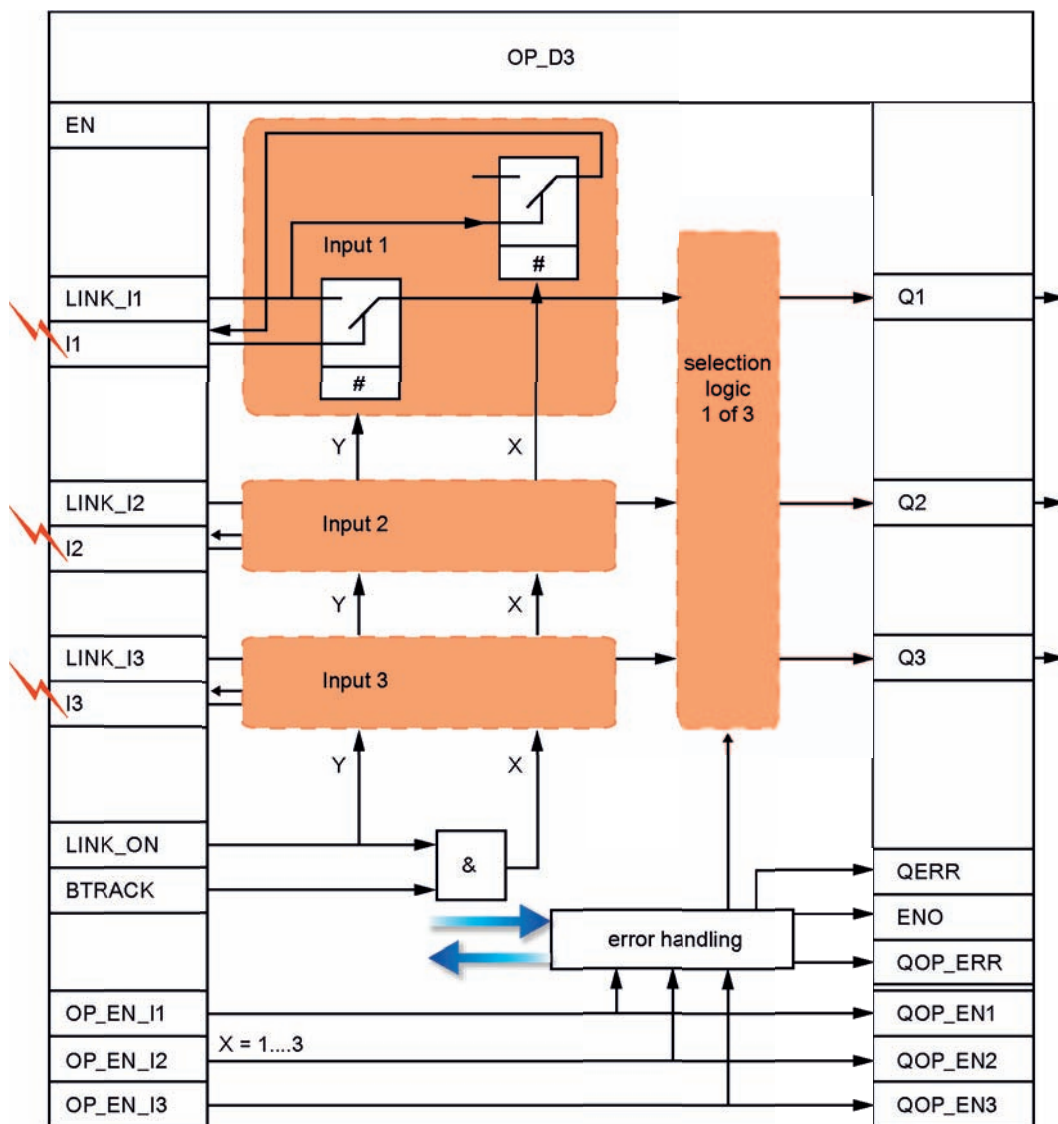 OP_D3
EN
#
Input 1
LINK_I1
Q1
I1
#
selection
logic
1 of 3
Y
X
LINK_I2
Q2
Input 2
I2
Y
X
LINK_I3
Q3
Input 3
I3
Y
X
LINK_ON
&
QERR
BTRACK
ENO
error handling
QOP_ERR
OP_EN_I1
QOP_EN1
X = 1....3
OP_EN_I2
QOP_EN2
OP_EN_I3
QOP_EN3